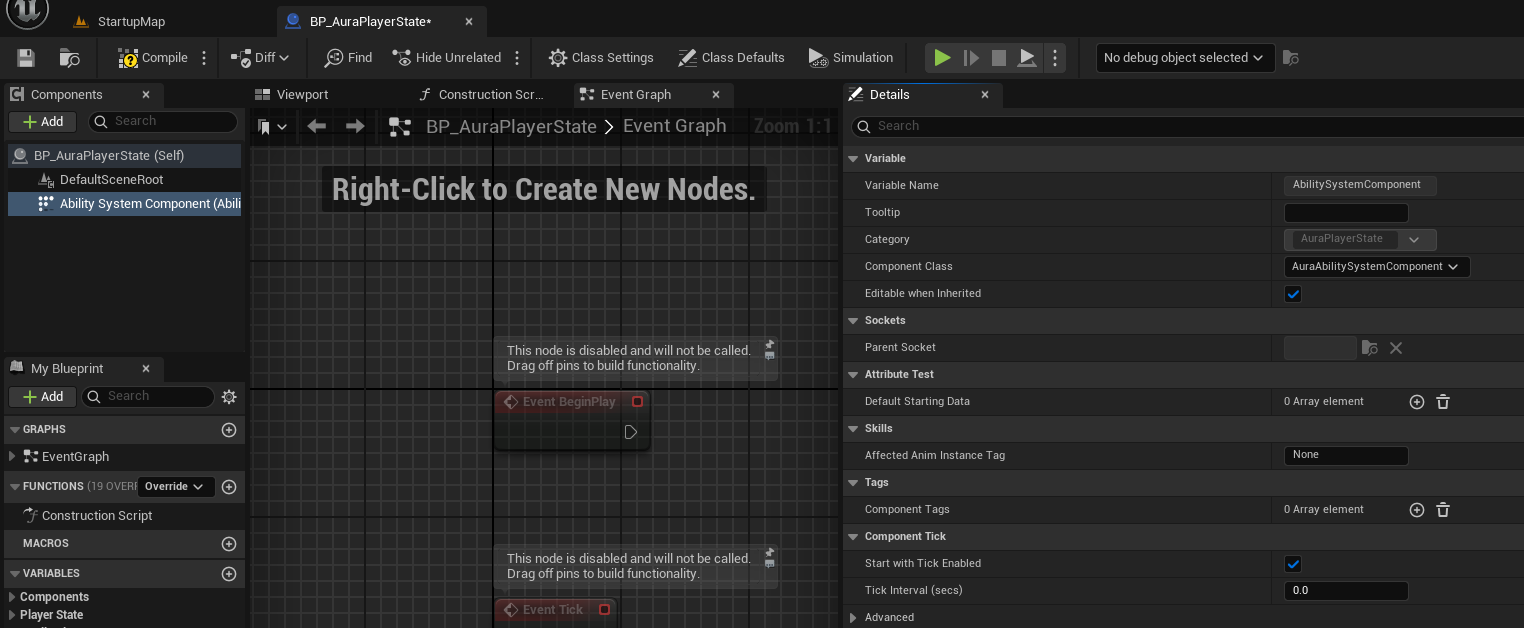 StartupMap
BP_AuraPlayerState*
Compile
Diff
Find
Hide Unrelated
Class Settings
Class Defaults
Simulation
No debug object selected
Components
Add
Search
BP_AuraPlayerState (Self)
DefaultSceneRoot
Ability System Component (Abili
My Blueprint
Add
Search
GRAPHS
EventGraph
FUNCTIONS (19 OVERR
Override
Construction Script
MACROS
VARIABLES
Components
Player State
Viewport
Construction Scr...
Event Graph
BP_AuraPlayerState > Event Graph
Zoom 1:1
Right-Click to Create New Nodes.
This node is disabled and will not be called.
Drag off pins to build functionality.
Event BeginPlay
This node is disabled and will not be called.
Drag off pins to build functionality.
Event Tick
Details
Search
Variable
Variable Name AbilitySystemComponent
Tooltip
Category AuraPlayerState
Component Class AuraAbilitySystemComponent
Editable when Inherited
Sockets
Parent Socket
Attribute Test
Default Starting Data 0 Array element
Skills
Affected Anim Instance Tag None
Tags
Component Tags 0 Array element
Component Tick
Start with Tick Enabled
Tick Interval (secs) 0.0
Advanced